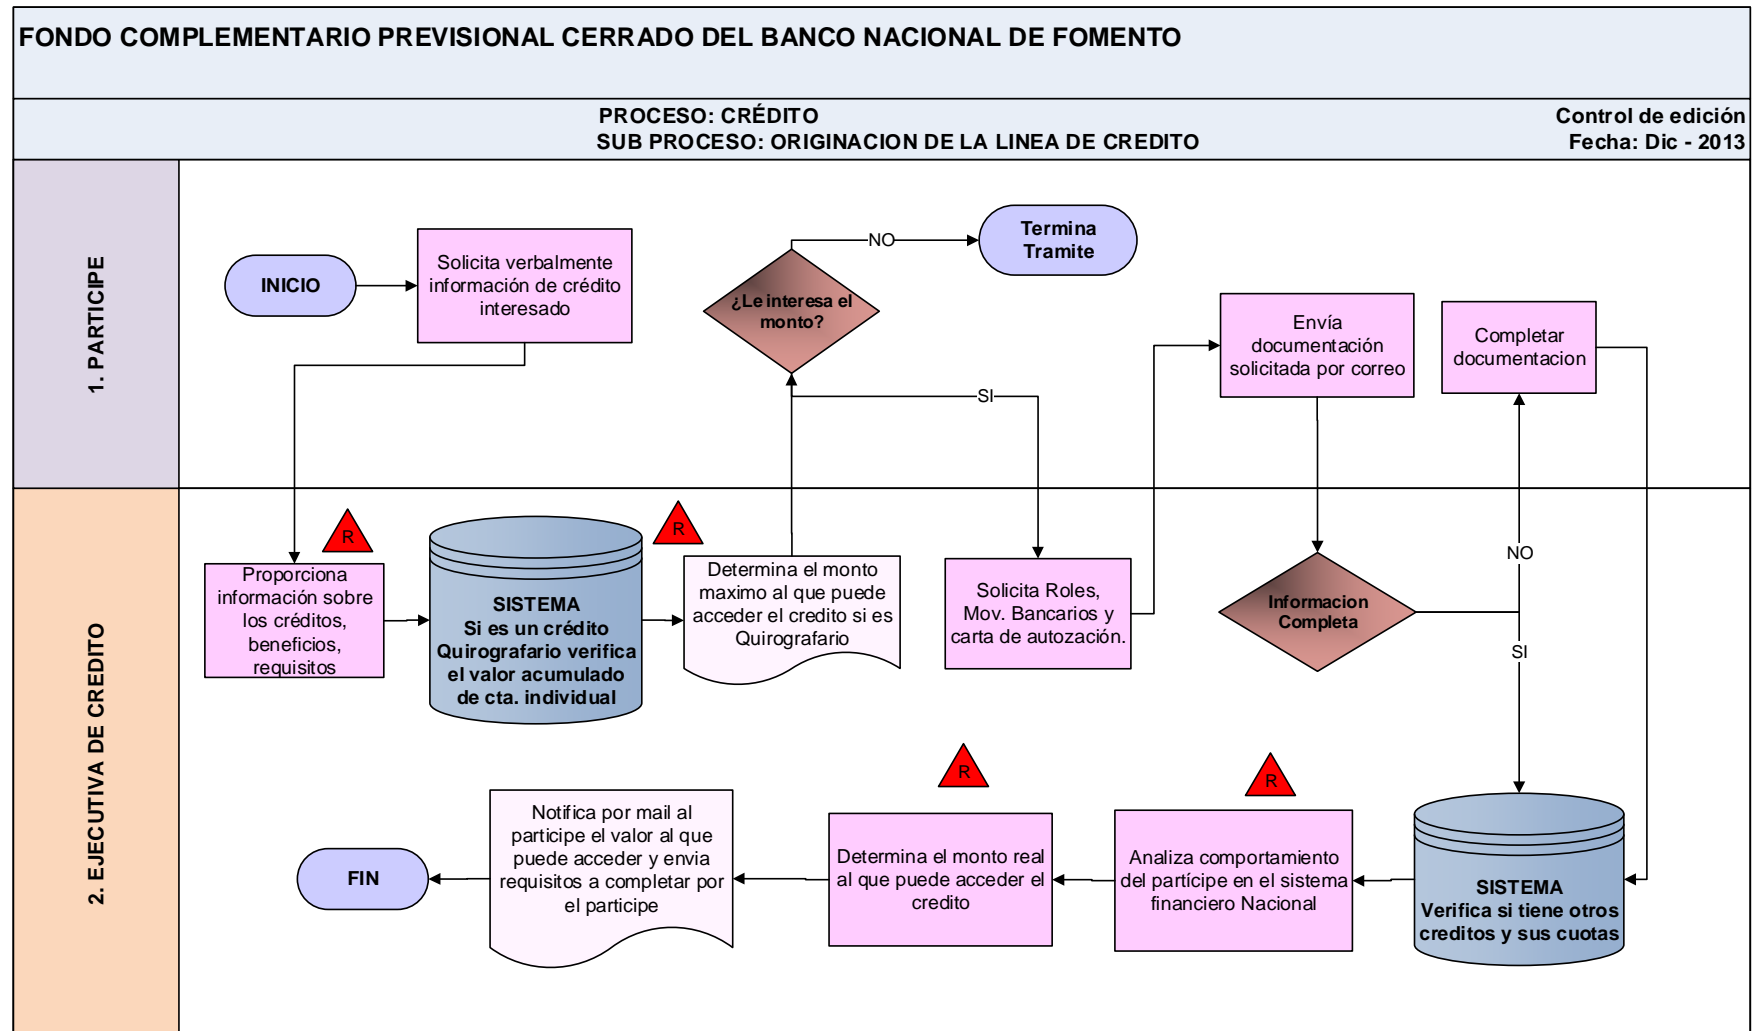 FONDO COMPLEMENTARIO PREVISIONAL CERRADO DEL BANCO NACIONAL DE FOMENTO
PROCESO: CRÉDITO
SUB PROCESO: ORIGINACION DE LA LINEA DE CREDITO
Control de edición
Fecha: Dic - 2013
1. PARTICIPE
INICIO
Solicita verbalmente
información de crédito
interesado
¿Le interesa el
monto?
NO
Termina
Tramite
SI
Envía
documentación
solicitada por correo
Completar
documentacion
2. EJECUTIVA DE CREDITO
R
Proporciona
información sobre
los créditos,
beneficios,
requisitos
SISTEMA
Si es un crédito
Quirografario verifica
el valor acumulado
de cta. individual
R
Determina el monto
maximo al que puede
acceder el credito si es
Quirografario
Solicita Roles,
Mov. Bancarios y
carta de autozación.
Informacion
Completa
NO
SI
SISTEMA
Verifica si tiene otros
creditos y sus cuotas
R
Analiza comportamiento
del partícipe en el sistema
financiero Nacional
R
Determina el monto real
al que puede acceder el
credito
Notifica por mail al
participe el valor al que
puede acceder y envia
requisitos a completar por
el participe
FIN